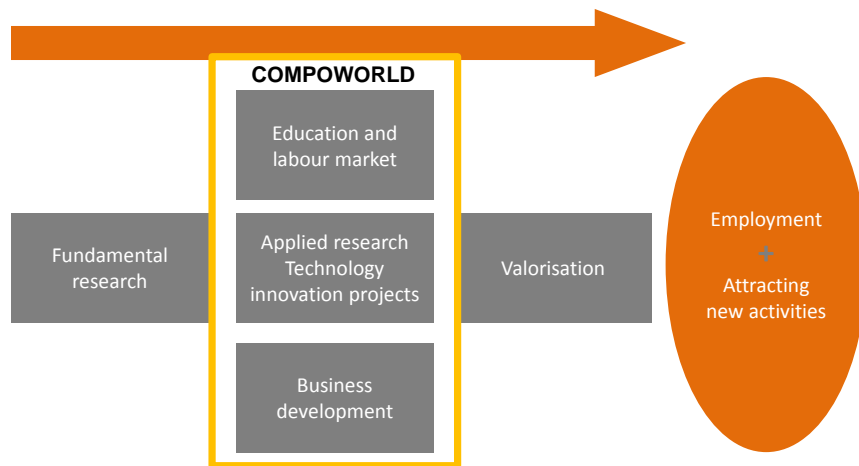 COMPOWORLD
Education and
labour market
Fundamental
research
Applied research
Technology
innovation projects
Valorisation
Business
development
Employment
+
Attracting
new activities